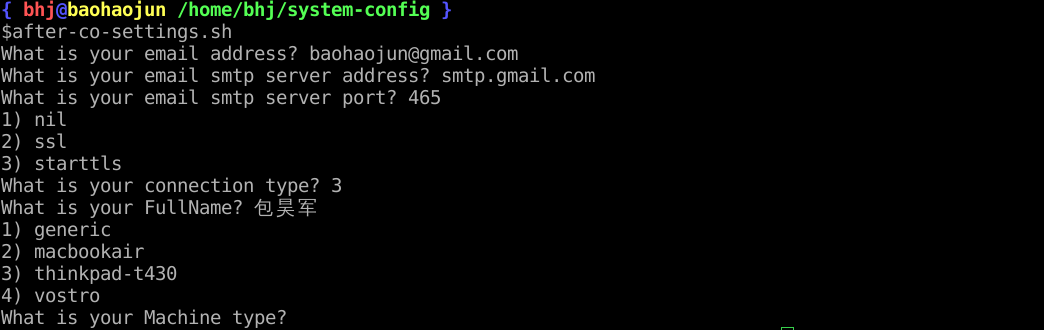 { bhj@baohaojun /home/bhj/system-config }
$after-co-settings.sh
What is your email address? baohaojun@gmail.com
What is your email smtp server address? smtp.gmail.com
What is your email smtp server port? 465
1) nil
2) ssl
3) starttls
What is your connection type? 3
What is your FullName? 包昊军
1) generic
2) macbookair
3) thinkpad-t430
4) vostro
What is your Machine type?